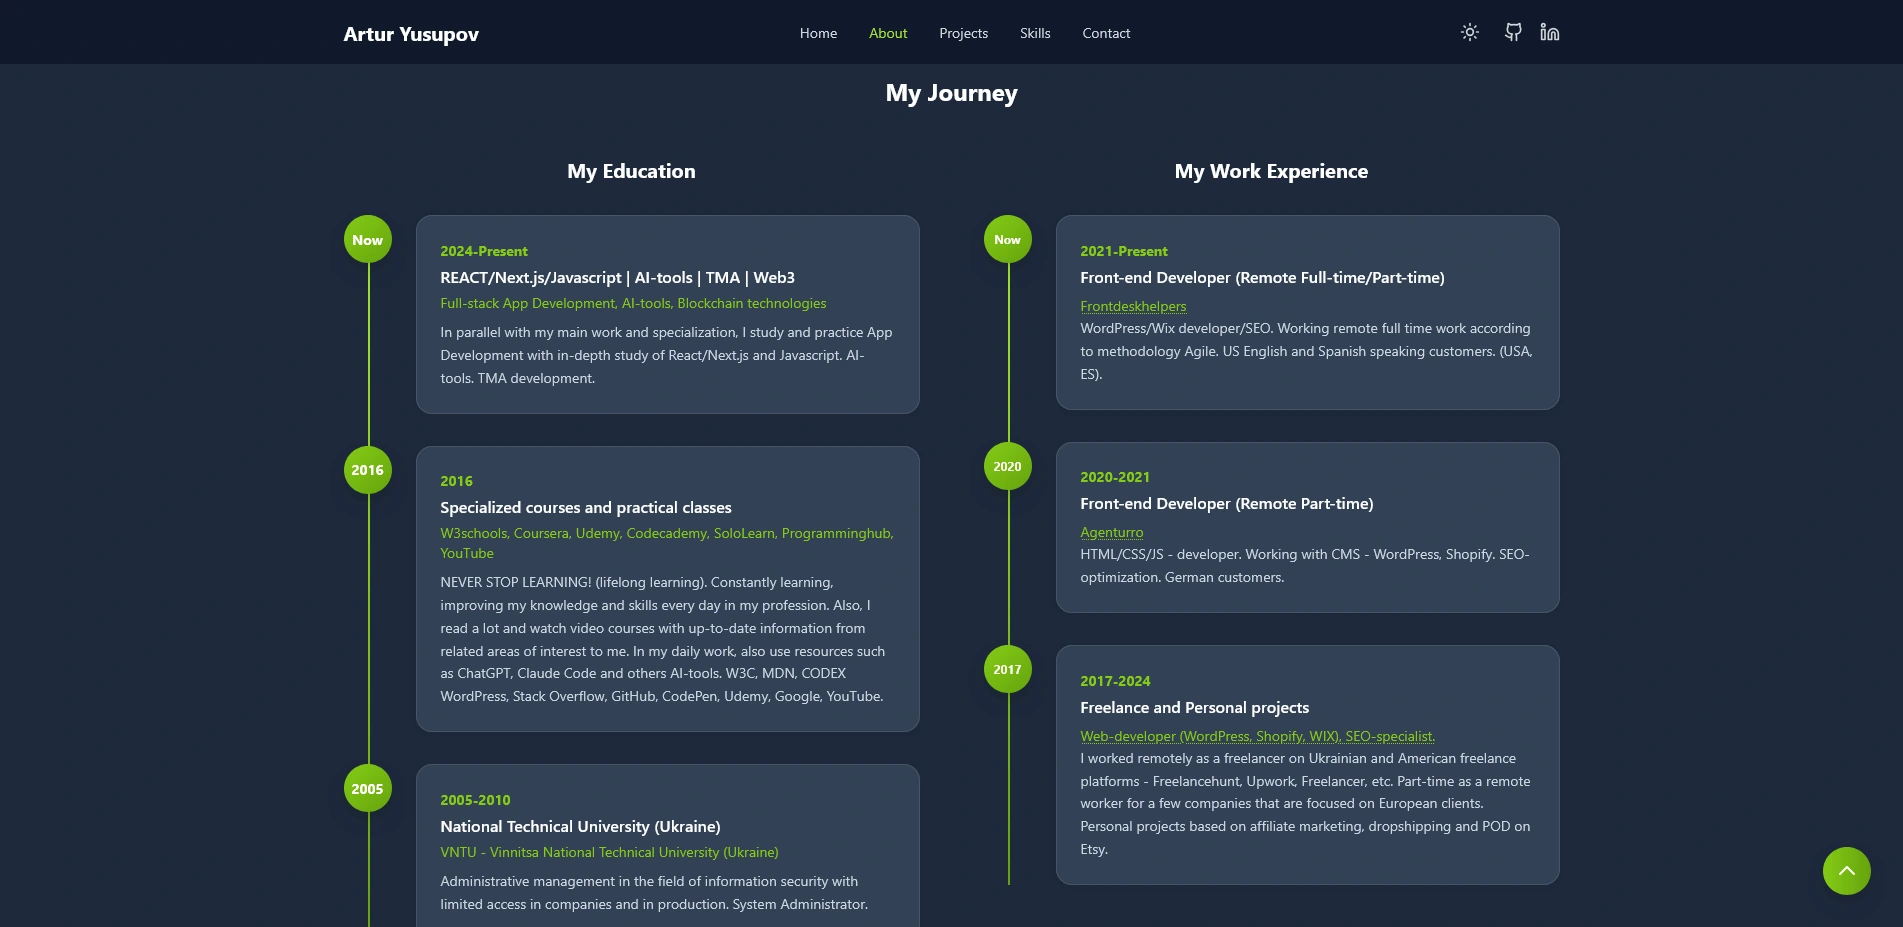 Artur Yusupov
Home
About
Projects
Skills
Contact
My Journey
My Education
Now
2024-Present
REACT/Next.js/Javascript | AI-tools | TMA | Web3
Full-stack App Development, AI-tools, Blockchain technologies
In parallel with my main work and specialization, I study and practice App
Development with in-depth study of React/Next.js and Javascript. AI-
tools. TMA development.
2016
2016
Specialized courses and practical classes
W3schools, Coursera, Udemy, Codecademy, SoloLearn, Programminghub,
YouTube
NEVER STOP LEARNING! (lifelong learning). Constantly learning,
improving my knowledge and skills every day in my profession. Also, I
read a lot and watch video courses with up-to-date information from
related areas of interest to me. In my daily work, also use resources such
as ChatGPT, Claude Code and others AI-tools. W3C, MDN, CODEX
WordPress, Stack Overflow, GitHub, CodePen, Udemy, Google, YouTube.
2005
2005-2010
National Technical University (Ukraine)
VNTU - Vinnitsa National Technical University (Ukraine)
Administrative management in the field of information security with
limited access in companies and in production. System Administrator.
My Work Experience
Now
2021-Present
Front-end Developer (Remote Full-time/Part-time)
Frontdeskhelpers
WordPress/Wix developer/SEO. Working remote full time work according
to methodology Agile. US English and Spanish speaking customers. (USA,
ES).
2020
2020-2021
Front-end Developer (Remote Part-time)
Agenturro
HTML/CSS/JS - developer. Working with CMS - WordPress, Shopify. SEO-
optimization. German customers.
2017
2017-2024
Freelance and Personal projects
Web-developer (WordPress, Shopify, WIX), SEO-specialist.
I worked remotely as a freelancer on Ukrainian and American freelance
platforms - Freelancehunt, Upwork, Freelancer, etc. Part-time as a remote
worker for a few companies that are focused on European clients.
Personal projects based on affiliate marketing, dropshipping and POD on
Etsy.